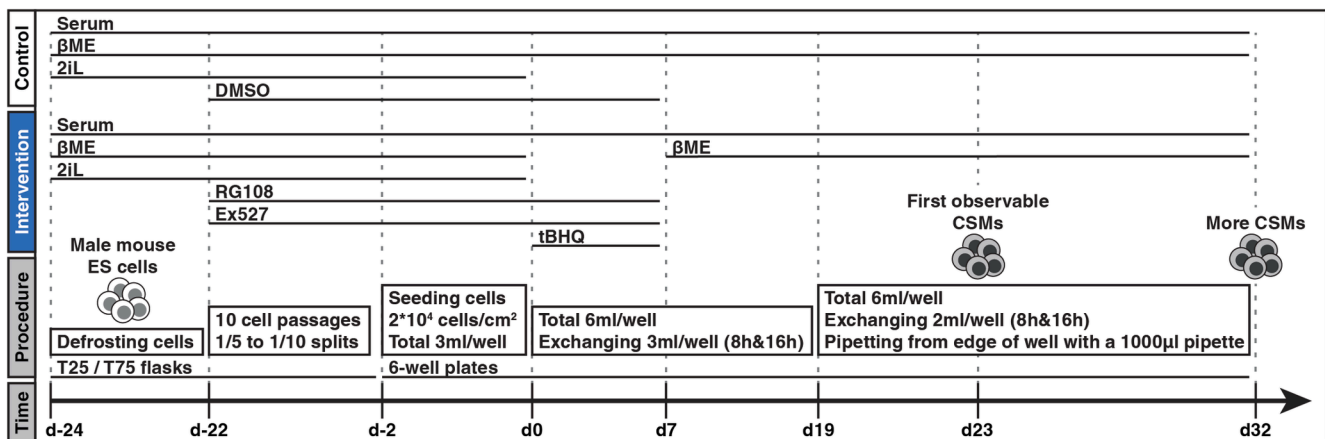 Control
Serum
βME
2iL
DMSO
Intervention
Serum
βME
βME
2iL
RG108
Ex527
tBHQ
Procedure
Male mouse
ES cells
First observable
CSMs
More CSMs
Defrosting cells
10 cell passages
1/5 to 1/10 splits
Seeding cells
2*10⁴ cells/cm²
Total 3ml/well
Total 6ml/well
Exchanging 3ml/well (8h&16h)
Total 6ml/well
Exchanging 2ml/well (8h&16h)
Pipetting from edge of well with a 1000µl pipette
T25 / T75 flasks
6-well plates
Time
d-24
d-22
d-2
d0
d7
d19
d23
d32